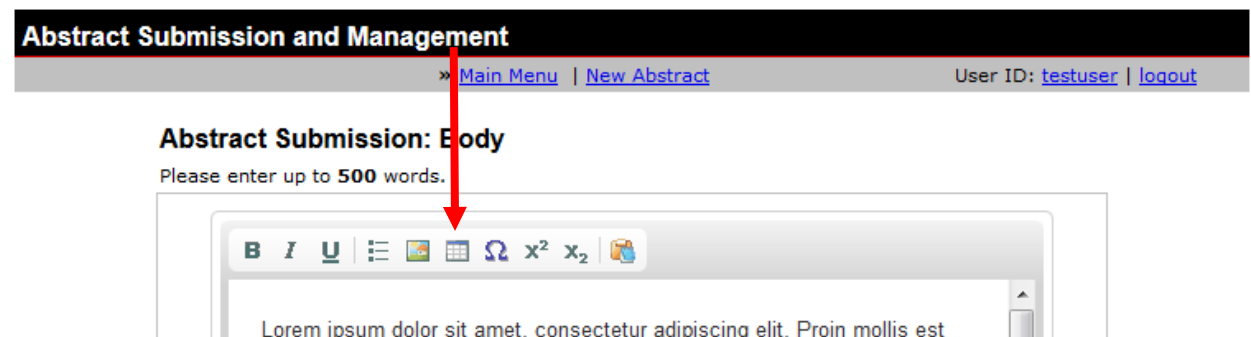 Abstract Submission and Management
» Main Menu | New Abstract User ID: testuser | logout
Abstract Submission: Body
Please enter up to 500 words.
B I U Ω x² x₂
Lorem ipsum dolor sit amet, consectetur adipiscing elit. Proin mollis est